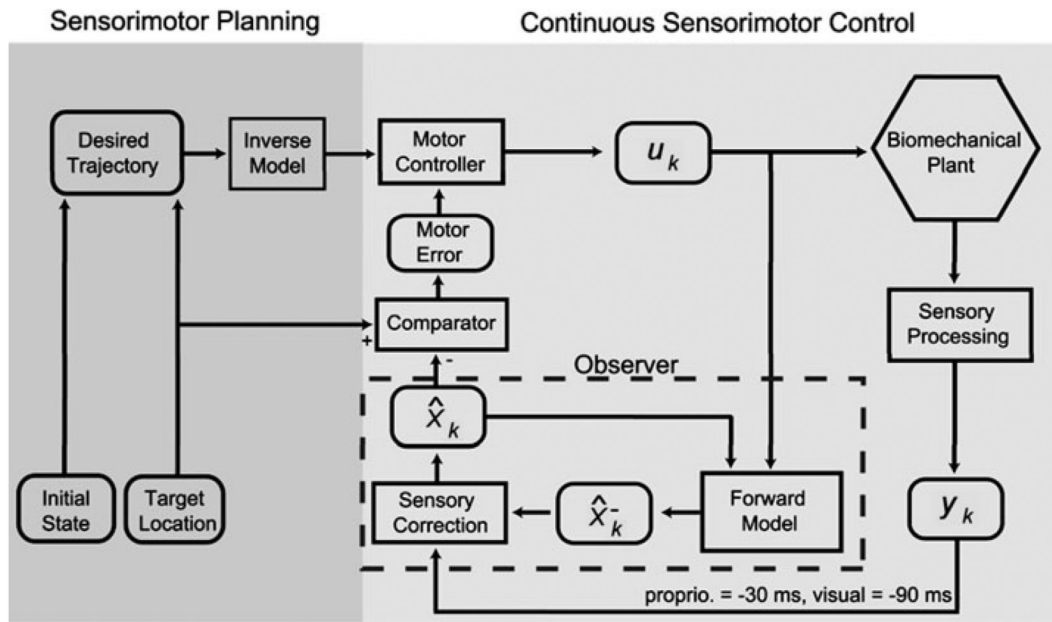 Sensorimotor Planning
Continuous Sensorimotor Control
Desired
Trajectory
Inverse
Model
Motor
Controller
u k
Biomechanical
Plant
Motor
Error
Comparator
+
-
Sensory
Processing
Observer
x̂ k
Initial
State
Target
Location
Sensory
Correction
x̂ - k
Forward
Model
y k
proprio. = -30 ms, visual = -90 ms